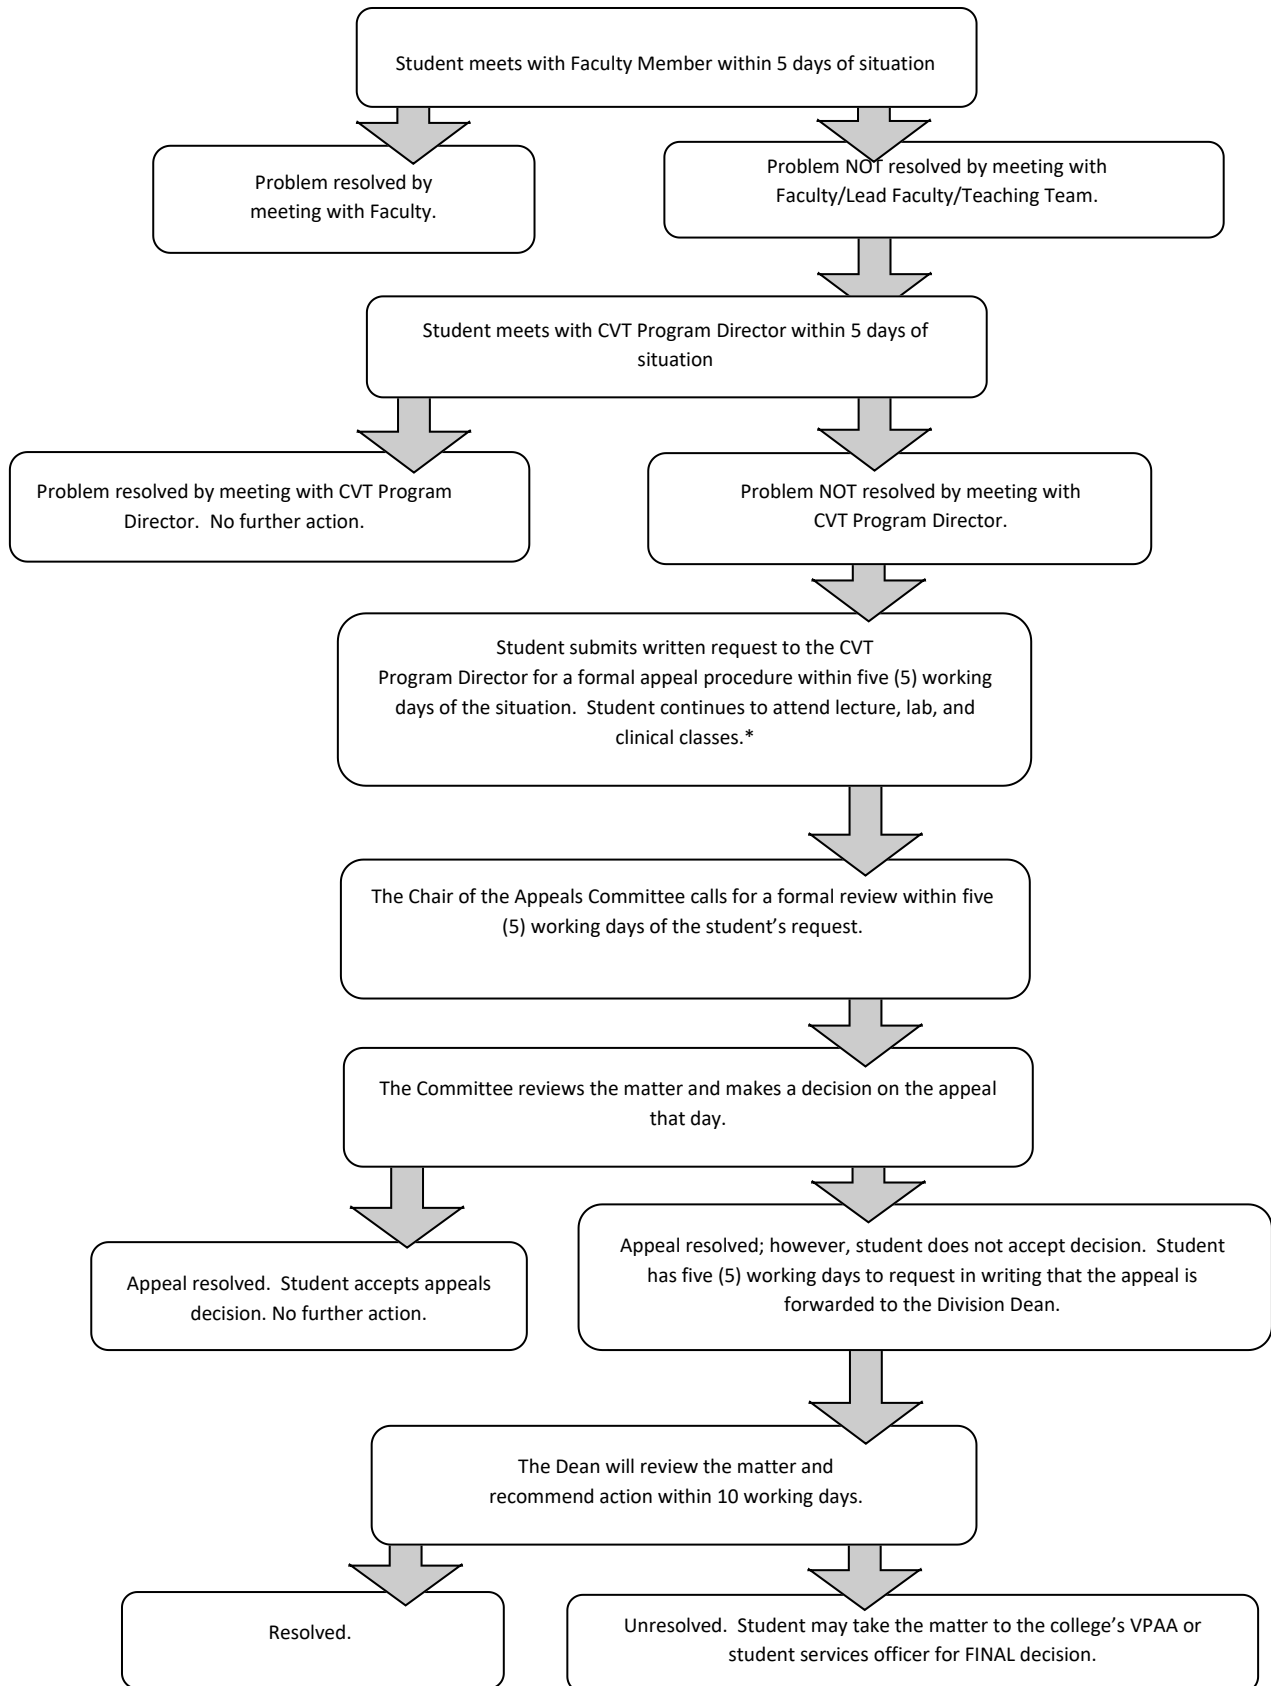 Student meets with Faculty Member within 5 days of situation
Problem resolved by
meeting with Faculty.
Problem NOT resolved by meeting with
Faculty/Lead Faculty/Teaching Team.
Student meets with CVT Program Director within 5 days of
situation
Problem resolved by meeting with CVT Program
Director.  No further action.
Problem NOT resolved by meeting with
CVT Program Director.
Student submits written request to the CVT
Program Director for a formal appeal procedure within five (5) working
days of the situation.  Student continues to attend lecture, lab, and
clinical classes.*
The Chair of the Appeals Committee calls for a formal review within five
(5) working days of the student’s request.
The Committee reviews the matter and makes a decision on the appeal
that day.
Appeal resolved.  Student accepts appeals
decision. No further action.
Appeal resolved; however, student does not accept decision.  Student
has five (5) working days to request in writing that the appeal is
forwarded to the Division Dean.
The Dean will review the matter and
recommend action within 10 working days.
Resolved.
Unresolved.  Student may take the matter to the college’s VPAA or
student services officer for FINAL decision.